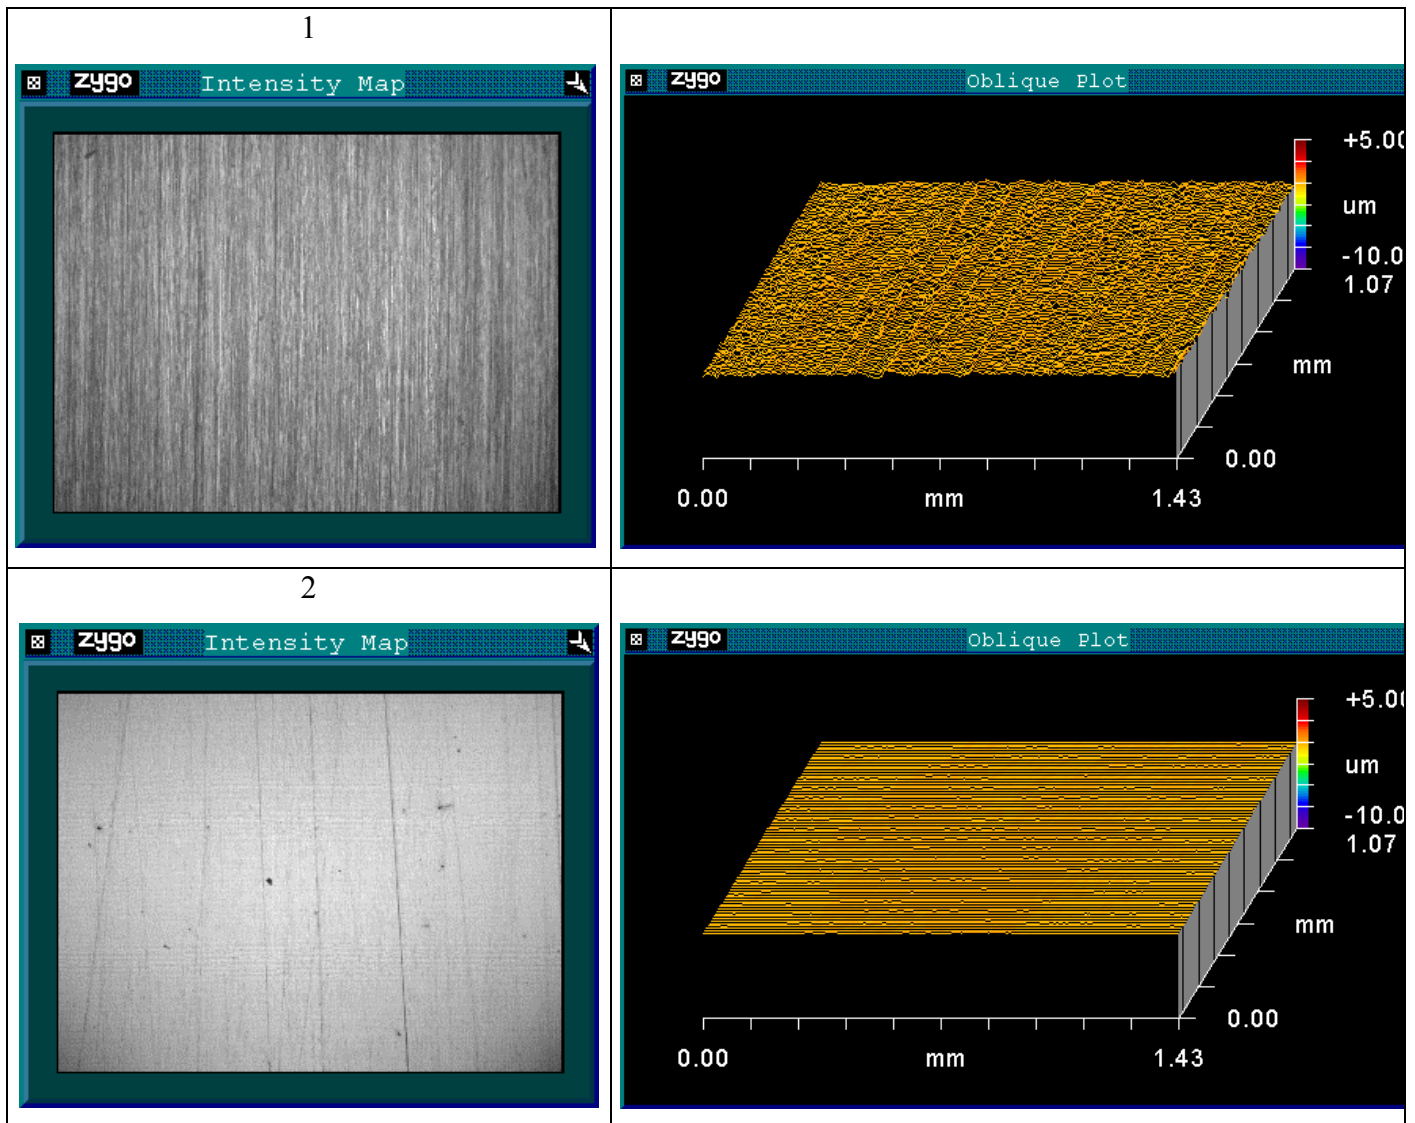 1
zygo Intensity Map
zygo Oblique Plot
+5.00
um
-10.0
1.07
mm
0.00
0.00 mm 1.43
2
zygo Intensity Map
zygo Oblique Plot
+5.00
um
-10.0
1.07
mm
0.00
0.00 mm 1.43